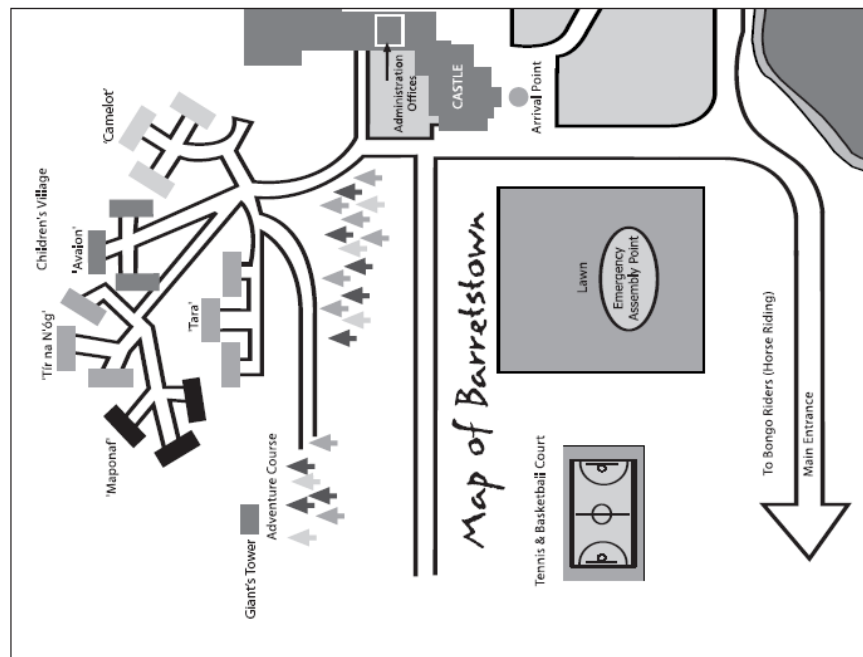 Children's Village
'Maponaf'
'Tír na N'óg'
'Avalon'
'Camelot'
'Tara'
Giant's Tower
Adventure Course
Administration
Offices
CASTLE
Arrival Point
Map of Barretstown
Tennis & Basketball Court
Lawn
Emergency
Assembly Point
To Bongo Riders (Horse Riding)
Main Entrance